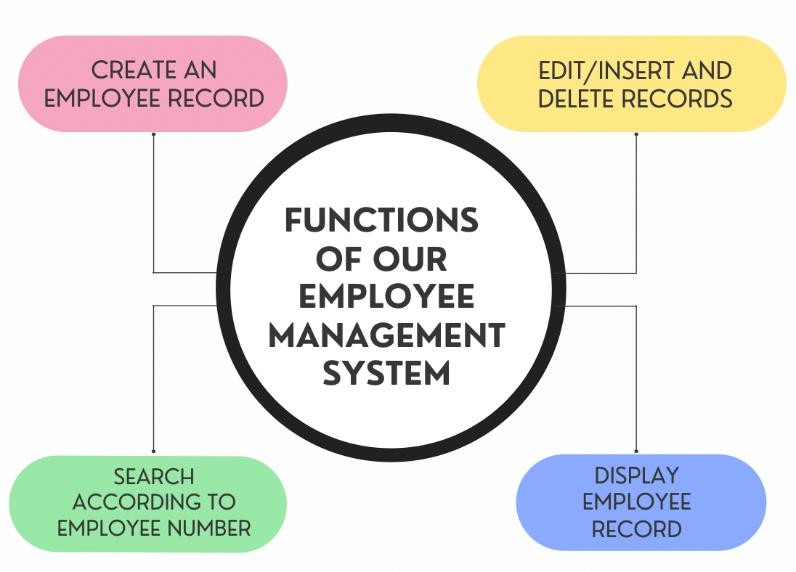 CREATE AN
EMPLOYEE RECORD
EDIT/INSERT AND
DELETE RECORDS
FUNCTIONS
OF OUR
EMPLOYEE
MANAGEMENT
SYSTEM
SEARCH
ACCORDING TO
EMPLOYEE NUMBER
DISPLAY
EMPLOYEE
RECORD